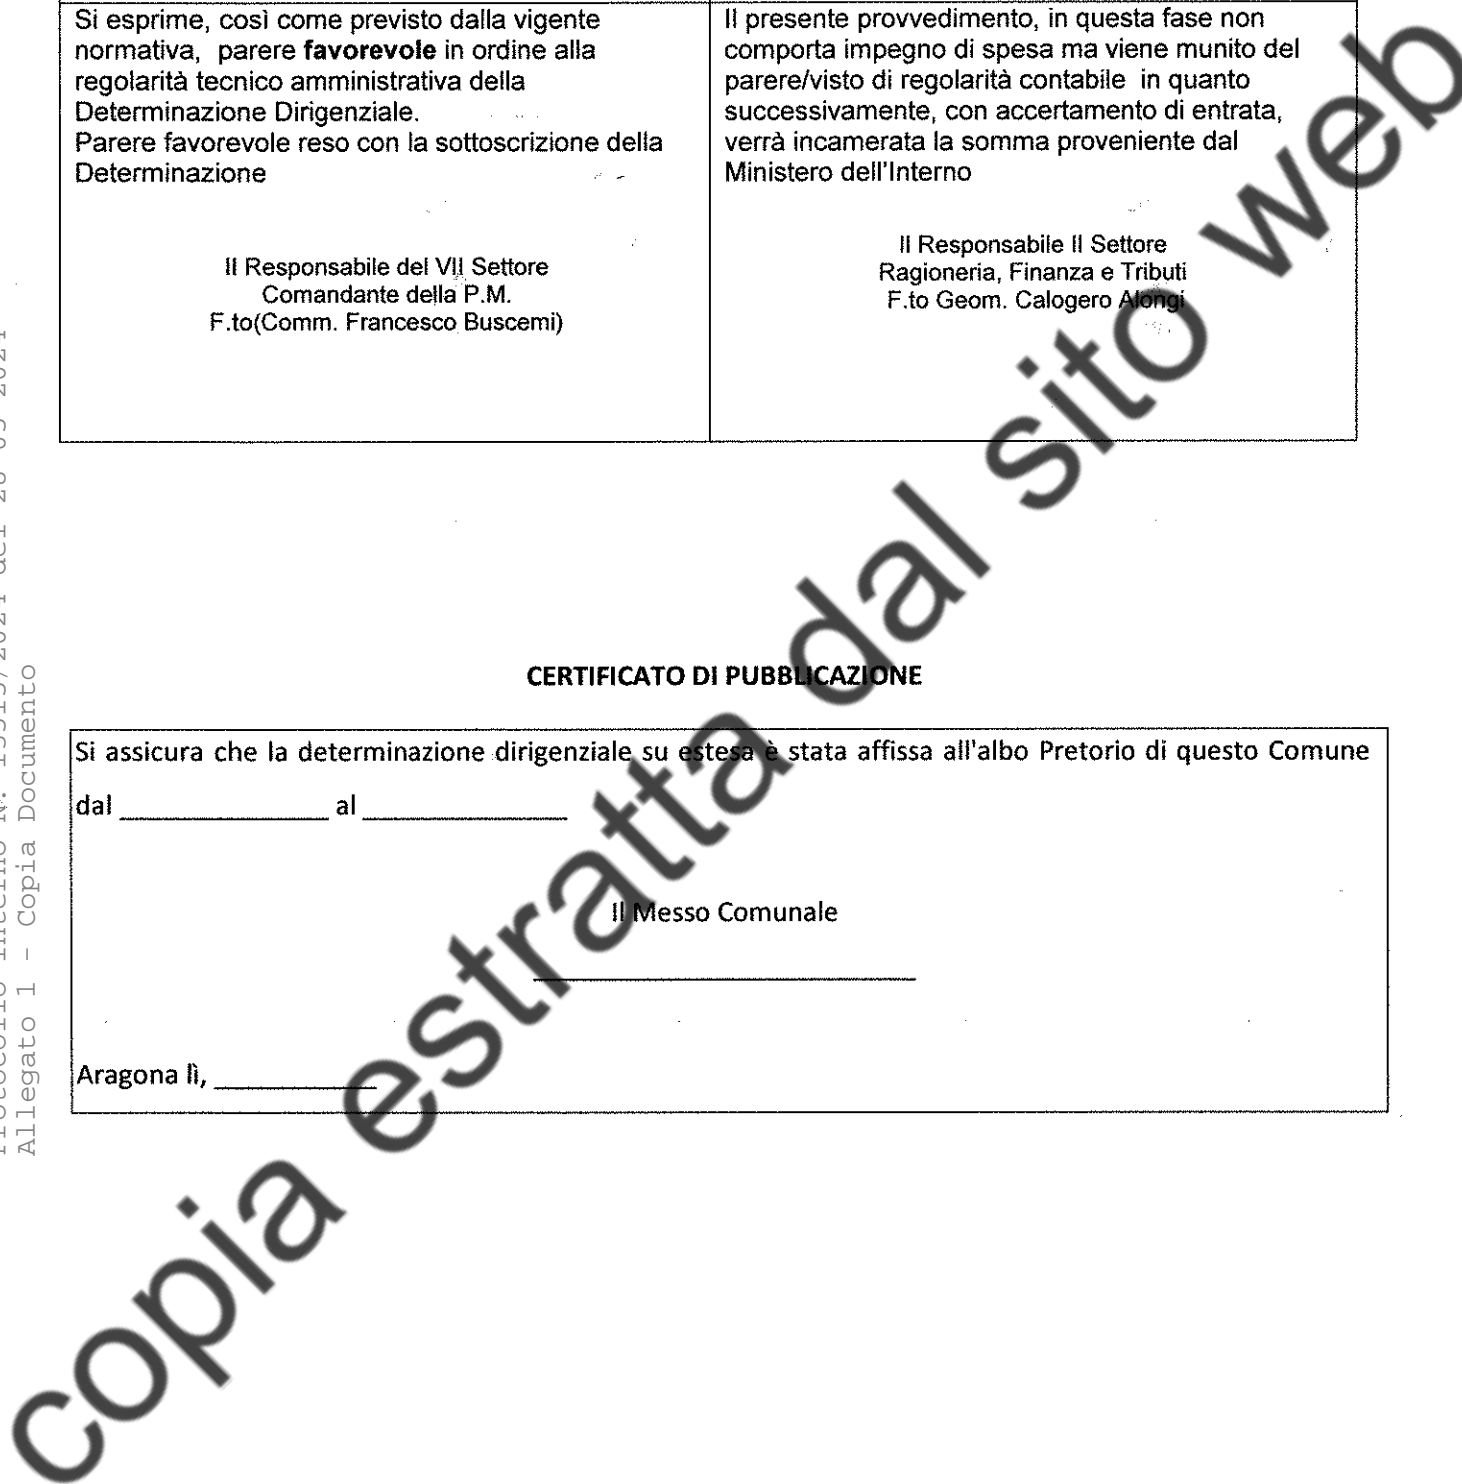 Si esprime, così come previsto dalla vigente
normativa, parere favorevole in ordine alla
regolarità tecnico amministrativa della
Determinazione Dirigenziale.
Parere favorevole reso con la sottoscrizione della
Determinazione
Il Responsabile del VII Settore
Comandante della P.M.
F.to(Comm. Francesco Buscemi)
Il presente provvedimento, in questa fase non
comporta impegno di spesa ma viene munito del
parere/visto di regolarità contabile in quanto
successivamente, con accertamento di entrata,
verrà incamerata la somma proveniente dal
Ministero dell'Interno
Il Responsabile II Settore
Ragioneria, Finanza e Tributi
F.to Geom. Calogero Alongi
CERTIFICATO DI PUBBLICAZIONE
Si assicura che la determinazione dirigenziale su estesa è stata affissa all'albo Pretorio di questo Comune
dal _______________ al _______________
Il Messo Comunale
Aragona lì, ____________
Allegato 1 - Copia Documento
copia estratta dal sito web